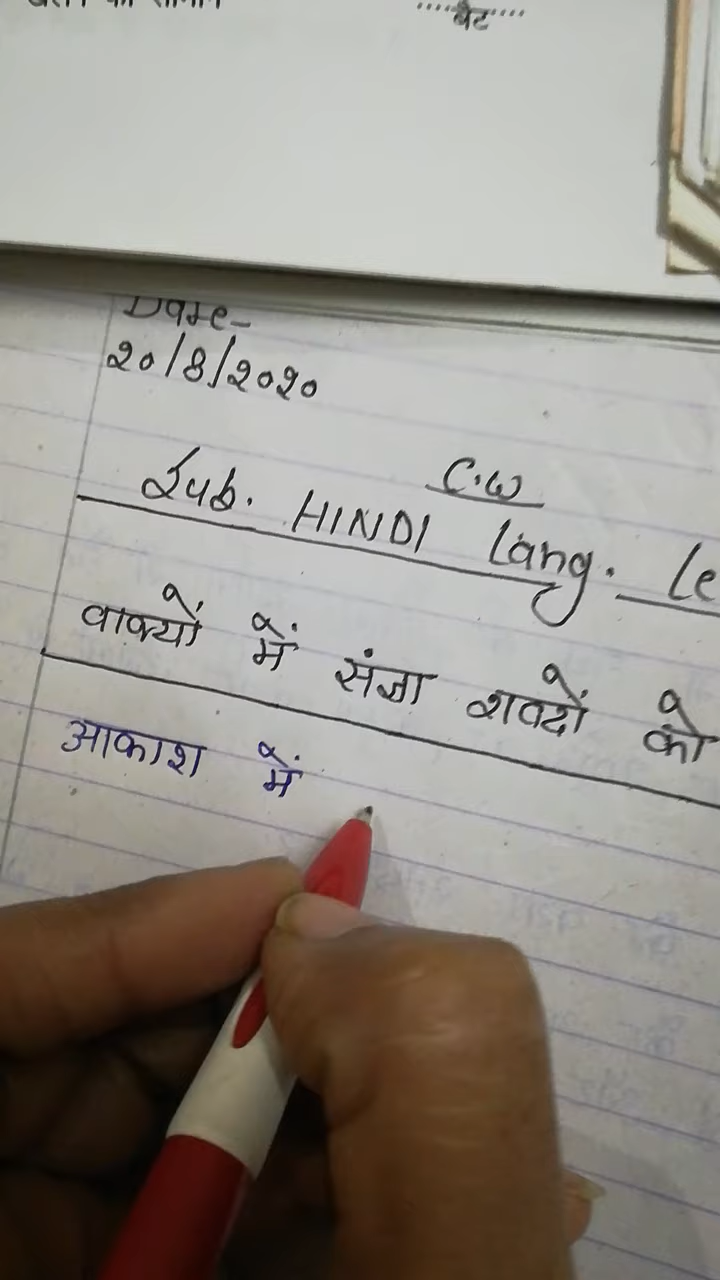 बैट
Date-
20/8/2020
C.W
Sub. HINDI Lang.
वाक्यों में संज्ञा शब्दों को
आकाश में